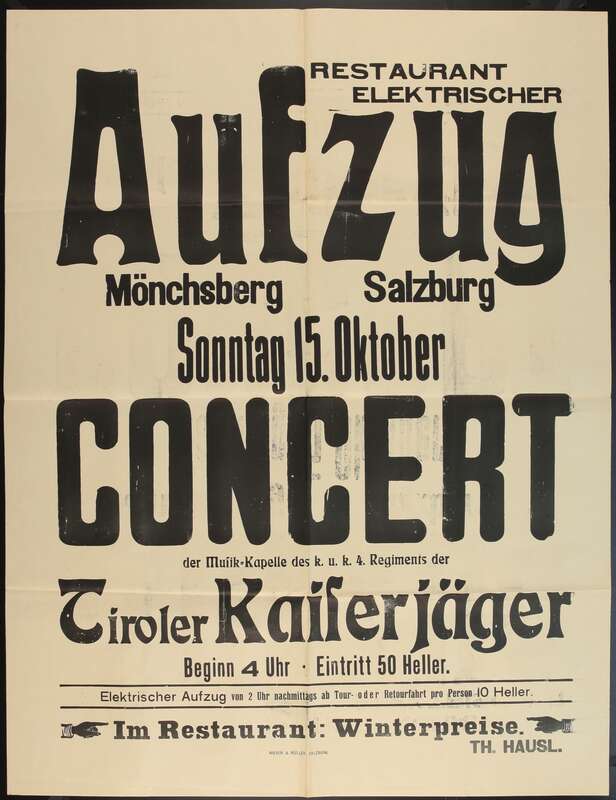 RESTAURANT
ELEKTRISCHER
Aufzug
Mönchsberg Salzburg
Sonntag 15. Oktober
CONCERT
der Muſik-Kapelle des k. u. k. 4. Regiments der
Tiroler Kaiſerjäger
Beginn 4 Uhr · Eintritt 50 Heller.
Elektrischer Aufzug von 2 Uhr nachmittags ab Tour- oder Retourfahrt pro Person 10 Heller.
Im Restaurant: Winterpreise.
TH. HAUSL.